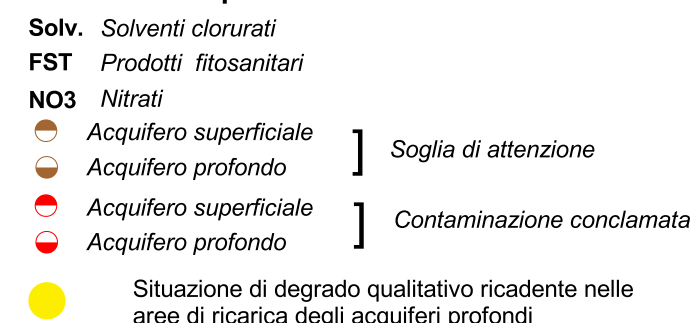 Solv. Solventi clorurati
FST Prodotti fitosanitari
NO3 Nitrati
Acquifero superficiale
Acquifero profondo
] Soglia di attenzione
Acquifero superficiale
Acquifero profondo
] Contaminazione conclamata
Situazione di degrado qualitativo ricadente nelle
aree di ricarica degli acquiferi profondi